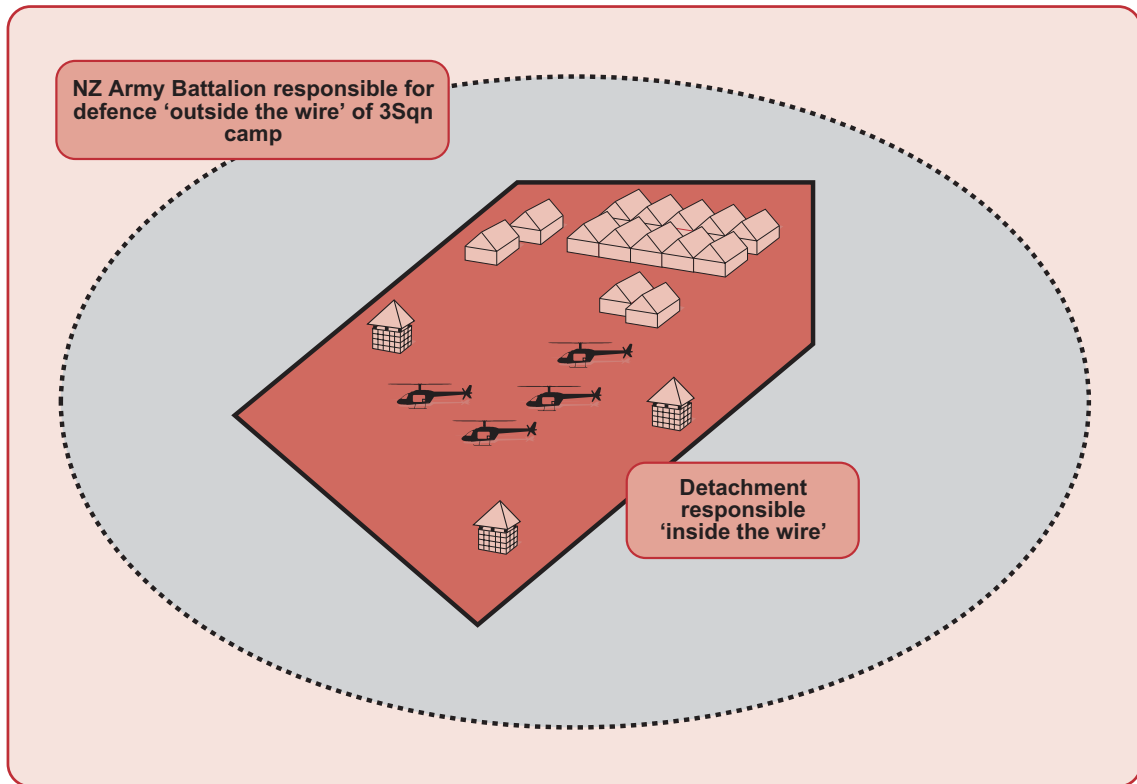 NZ Army Battalion responsible for
defence ‘outside the wire’ of 3Sqn
camp
Detachment
responsible
‘inside the wire’